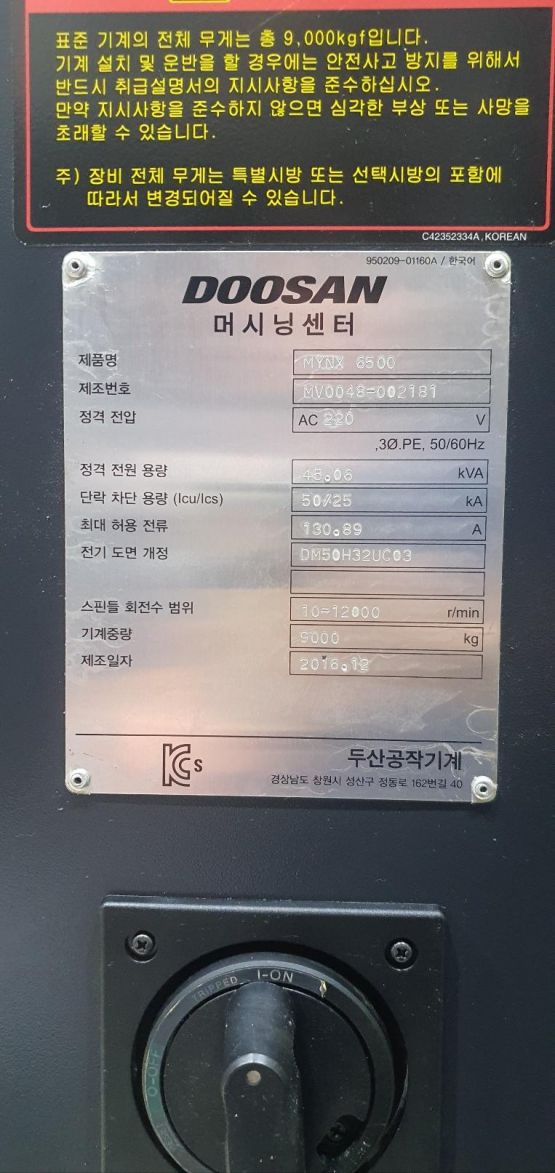 표준 기계의 전체 무게는 총 9,000kgf입니다.
기계 설치 및 운반을 할 경우에는 안전사고 방지를 위해서
반드시 취급설명서의 지시사항을 준수하십시오.
만약 지시사항을 준수하지 않으면 심각한 부상 또는 사망을
초래할 수 있습니다.
주) 장비 전체 무게는 특별시방 또는 선택시방의 포함에
따라서 변경되어질 수 있습니다.
C42352334A,KOREAN
950209-01160A / 한국어
DOOSAN
머시닝센터
제품명 MYNX 6500
제조번호 MV0048-002181
정격 전압 AC 220 V
,3Ø.PE, 50/60Hz
정격 전원 용량 48.06 kVA
단락 차단 용량 (Icu/Ics) 50/25 kA
최대 허용 전류 130.89 A
전기 도면 개정 DM50H32UC03
스핀들 회전수 범위 10-12000 r/min
기계중량 9000 kg
제조일자 2016.12
KCs 두산공작기계
경상남도 창원시 성산구 정동로 162번길 40
TRIPPED I-ON
O-OFF